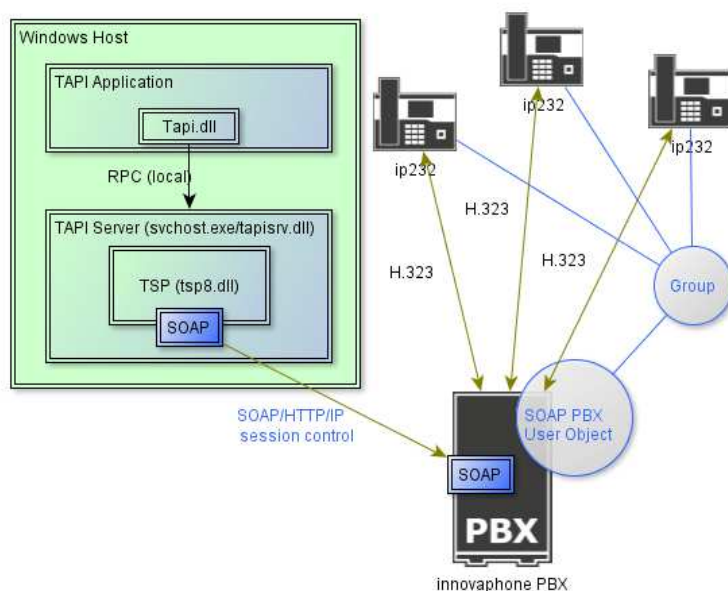 Windows Host
TAPI Application
Tapi.dll
RPC (local)
TAPI Server (svchost.exe/tapisrv.dll)
TSP (tsp8.dll)
SOAP
SOAP/HTTP/IP
session control
ip232
ip232
ip232
H.323
H.323
H.323
Group
SOAP PBX
User Object
SOAP
PBX
innovaphone PBX